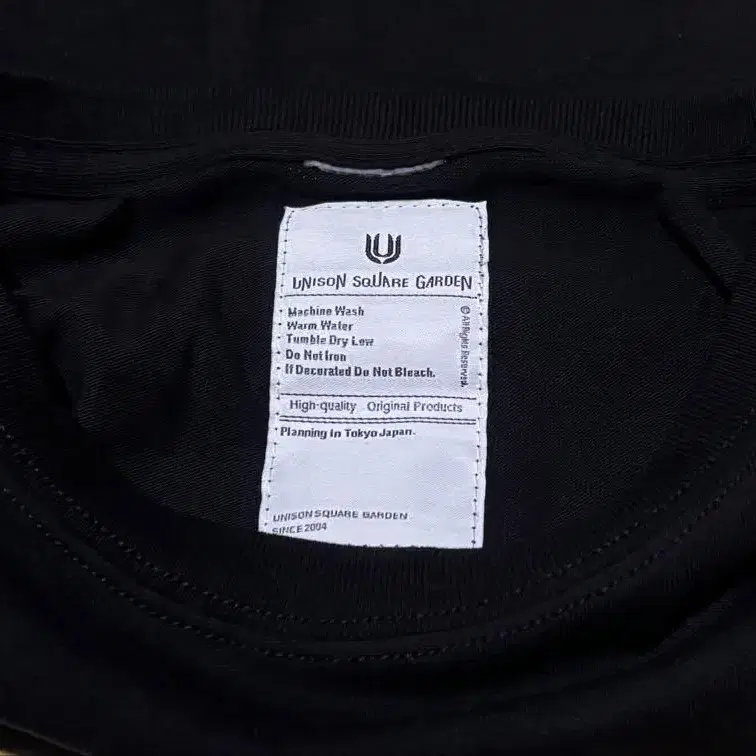 UNISON SQUARE GARDEN
Machine Wash
Warm Water
Tumble Dry Low
Do Not Iron
If Decorated Do Not Bleach.
© All Rights Reserved.
High-quality Original Products
Planning In Tokyo Japan.
UNISON SQUARE GARDEN
SINCE 2004